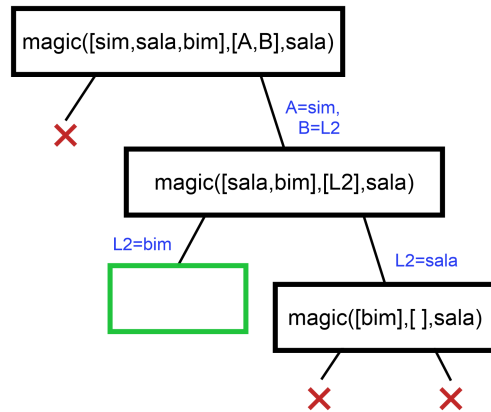 magic([sim,sala,bim],[A,B],sala)
A=sim,
B=L2
magic([sala,bim],[L2],sala)
L2=bim
L2=sala
magic([bim],[ ],sala)